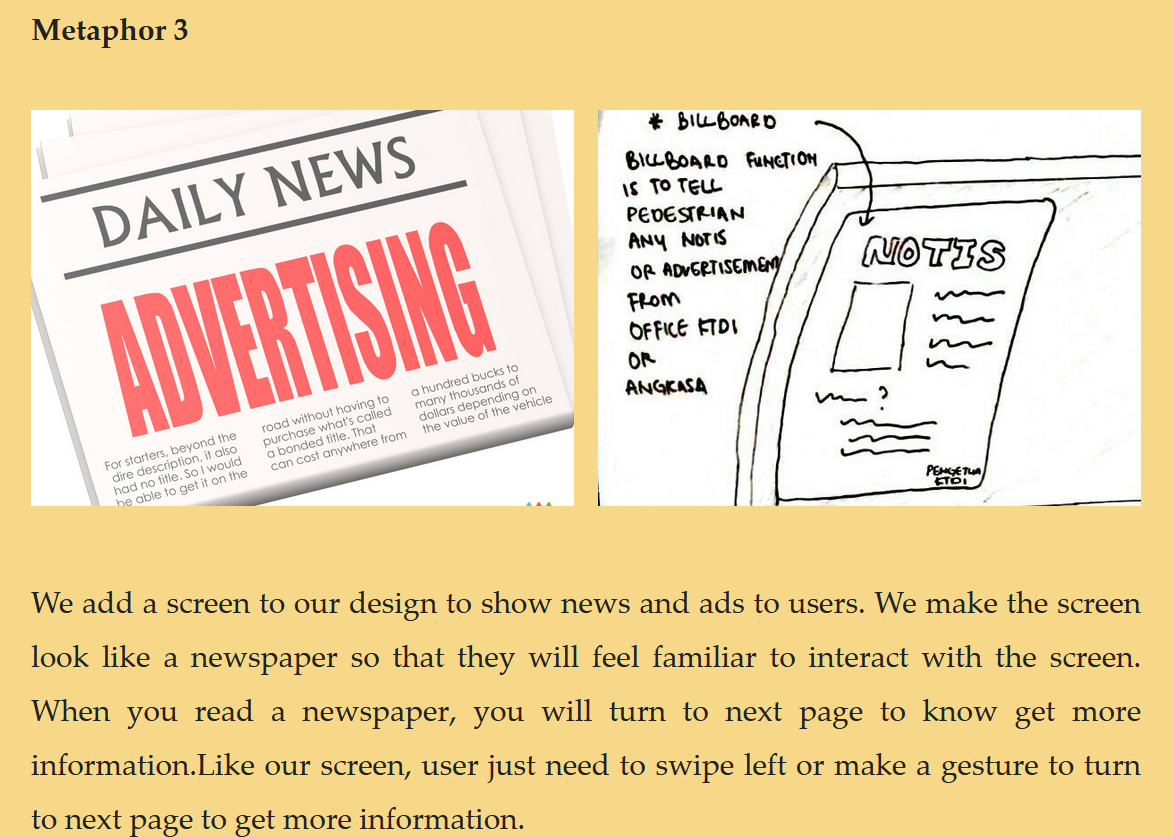 Metaphor 3
DAILY NEWS
ADVERTISING
For starters, beyond the
dire description, it also
had no title. So I would
be able to get it on the
road without having to
purchase what's called
a bonded title. That
can cost anywhere from
a hundred bucks to
many thousands of
dollars depending on
the value of the vehicle
* BILLBOARD
BILLBOARD FUNCTION
IS TO TELL
PEDESTRIAN
ANY NOTIS
OR ADVERTISEMENT
FROM
OFFICE KTDI
OR
ANGKASA
NOTIS
?
PENGETUA
KTDI
We add a screen to our design to show news and ads to users. We make the screen
look like a newspaper so that they will feel familiar to interact with the screen.
When you read a newspaper, you will turn to next page to know get more
information.Like our screen, user just need to swipe left or make a gesture to turn
to next page to get more information.